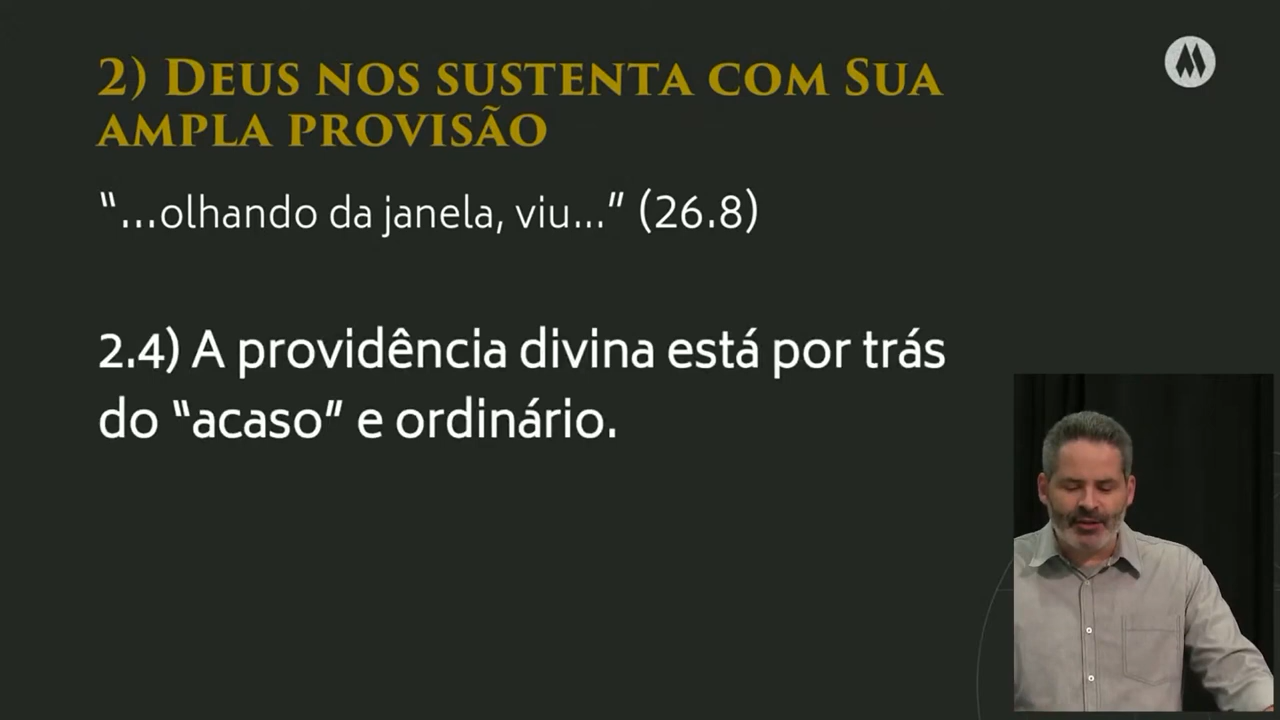 2) DEUS NOS SUSTENTA COM SUA
AMPLA PROVISÃO
“...olhando da janela, viu...” (26.8)
2.4) A providência divina está por trás
do “acaso” e ordinário.